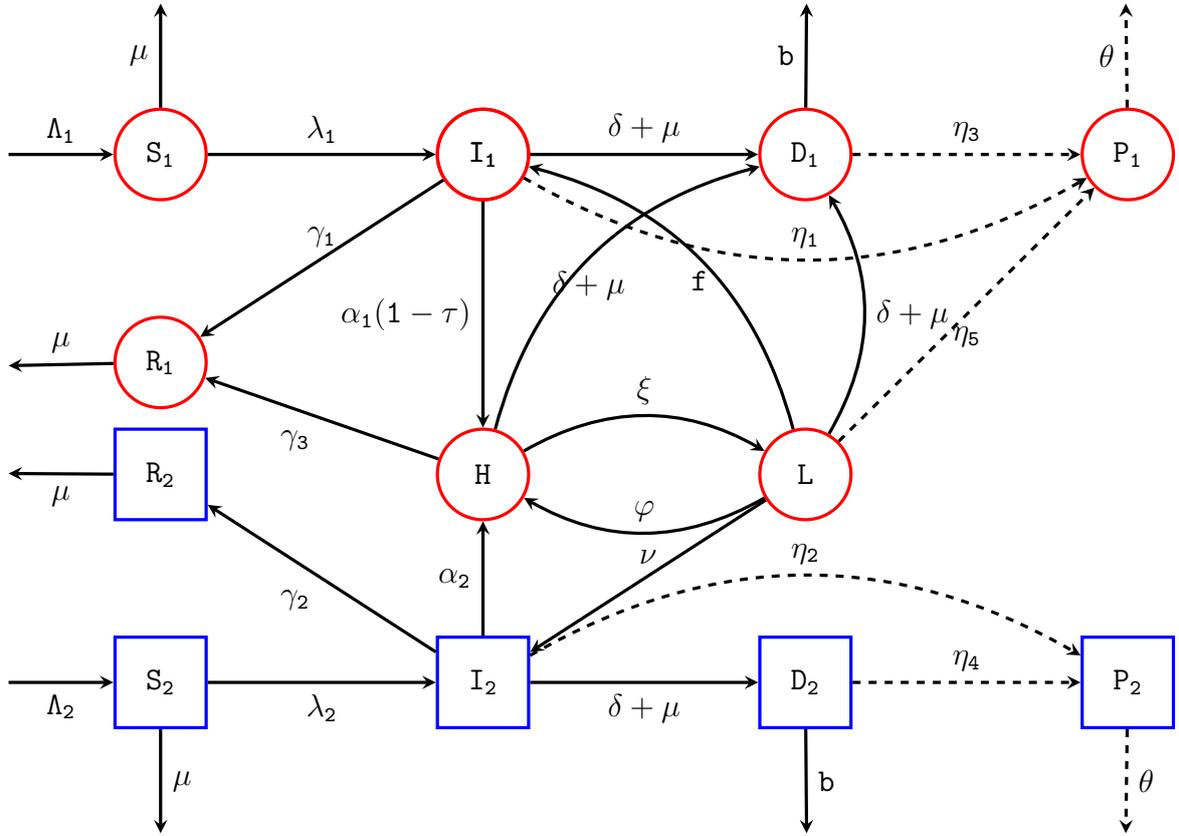 μ
b
θ
Λ₁
S₁
λ₁
I₁
δ + μ
D₁
η₃
P₁
γ₁
η₁
δ + μ
f
α₁(1 − τ)
δ + μ
η₅
μ
R₁
ξ
γ₃
R₂
H
L
μ
φ
ν
η₂
α₂
γ₂
Λ₂
S₂
λ₂
I₂
δ + μ
D₂
η₄
P₂
μ
b
θ